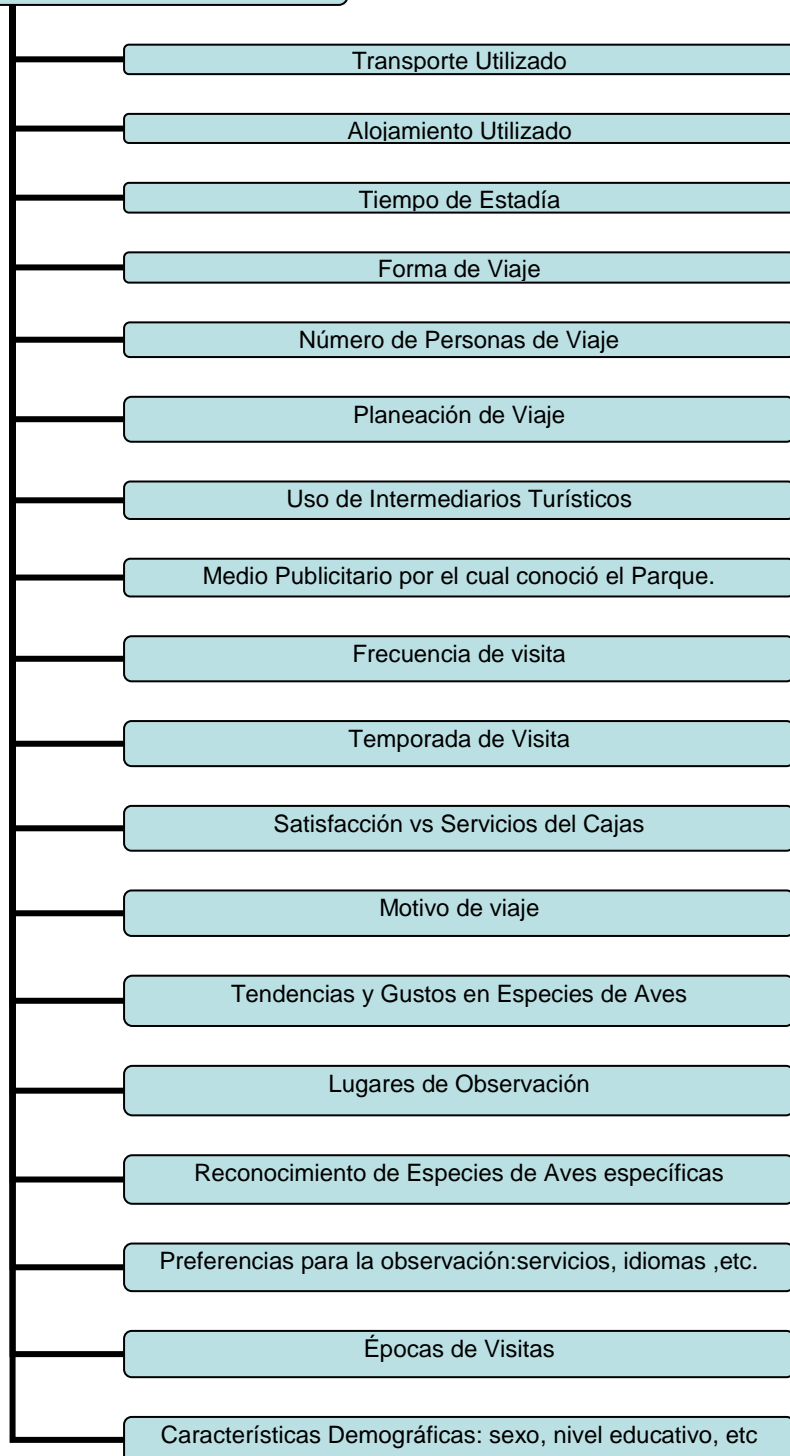 Transporte Utilizado
Alojamiento Utilizado
Tiempo de Estadía
Forma de Viaje
Número de Personas de Viaje
Planeación de Viaje
Uso de Intermediarios Turísticos
Medio Publicitario por el cual conoció el Parque.
Frecuencia de visita
Temporada de Visita
Satisfacción vs Servicios del Cajas
Motivo de viaje
Tendencias y Gustos en Especies de Aves
Lugares de Observación
Reconocimiento de Especies de Aves específicas
Preferencias para la observación:servicios, idiomas ,etc.
Épocas de Visitas
Características Demográficas: sexo, nivel educativo, etc